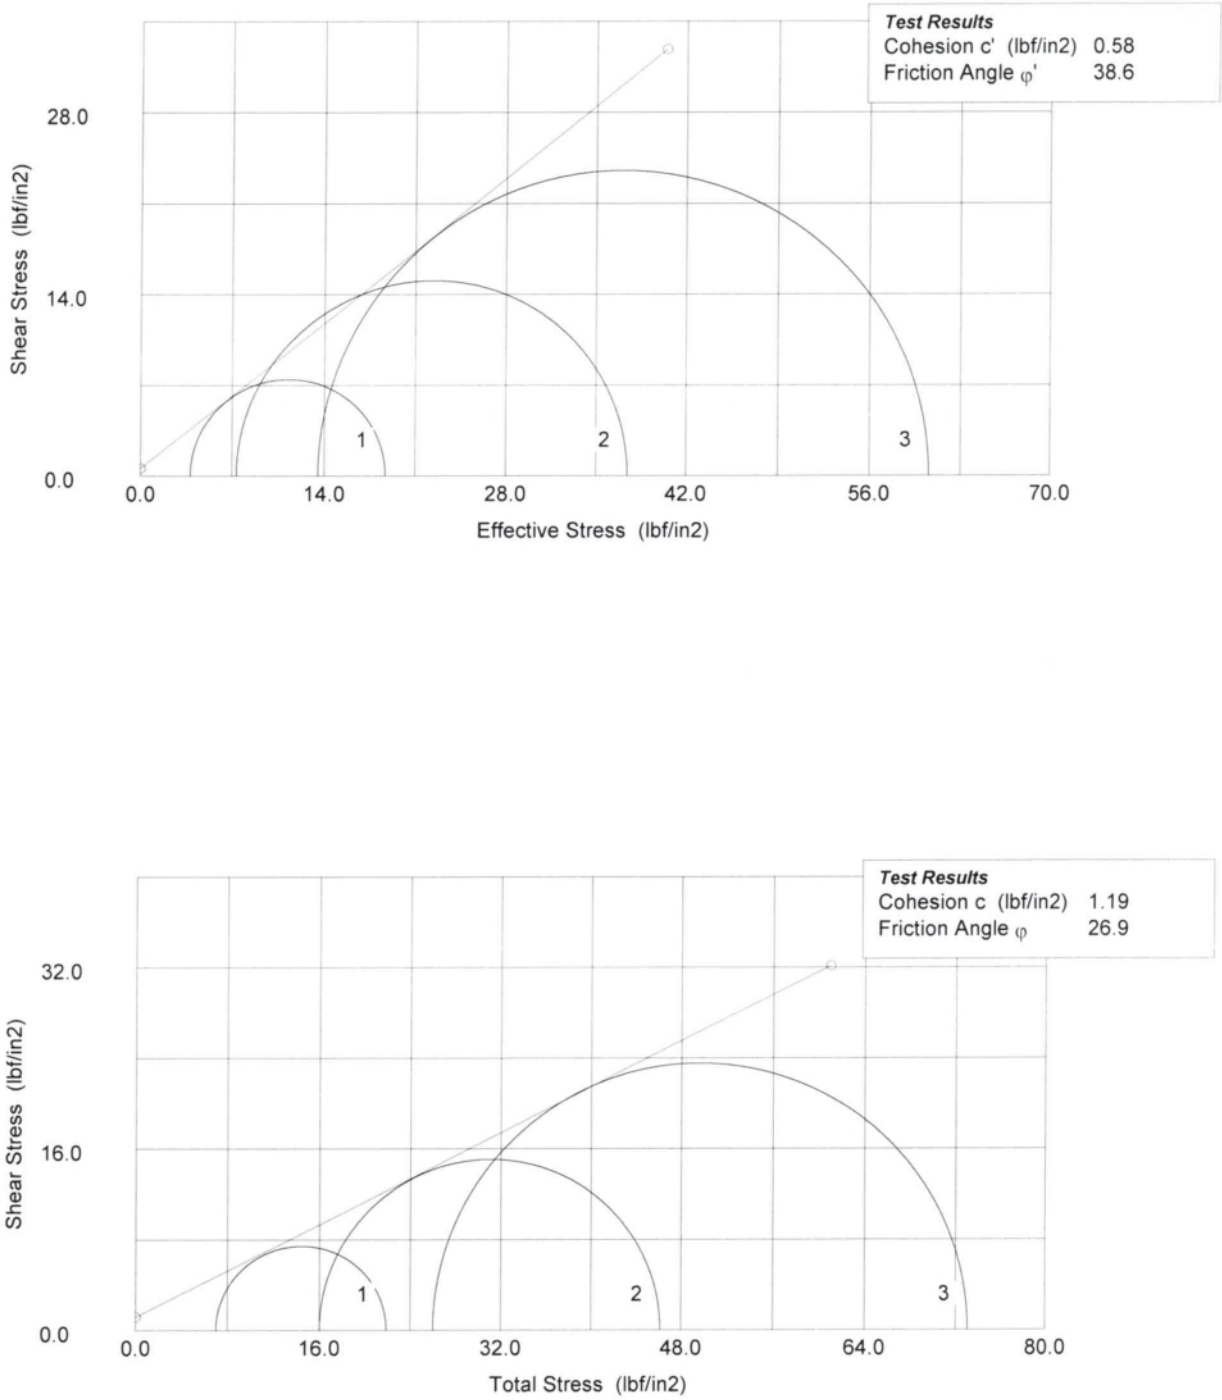 Test Results
Cohesion c' (lbf/in2) 0.58
Friction Angle φ' 38.6
28.0
14.0
0.0
Shear Stress (lbf/in2)
1
2
3
0.0 14.0 28.0 42.0 56.0 70.0
Effective Stress (lbf/in2)
Test Results
Cohesion c (lbf/in2) 1.19
Friction Angle φ 26.9
32.0
16.0
0.0
Shear Stress (lbf/in2)
1
2
3
0.0 16.0 32.0 48.0 64.0 80.0
Total Stress (lbf/in2)